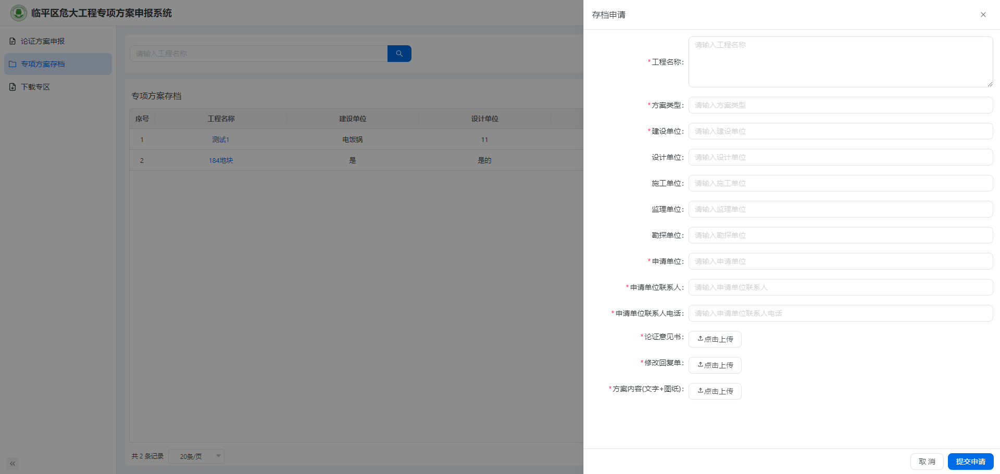 临平区危大工程专项方案申报系统
论证方案申报
专项方案存档
下载专区
请输入工程名称
专项方案存档
序号 工程名称 建设单位 设计单位
1 测试1 电饭锅 11
2 184地块 是 是的
共 2 条记录 20条/页
存档申请
*工程名称: 请输入工程名称
*方案类型: 请输入方案类型
*建设单位: 请输入建设单位
设计单位: 请输入设计单位
施工单位: 请输入施工单位
监理单位: 请输入监理单位
勘探单位: 请输入勘探单位
*申请单位: 请输入申请单位
*申请单位联系人: 请输入申请单位联系人
*申请单位联系人电话: 请输入申请单位联系人电话
*论证意见书: 点击上传
*修改回复单: 点击上传
*方案内容(文字+图纸): 点击上传
取 消 提交申请